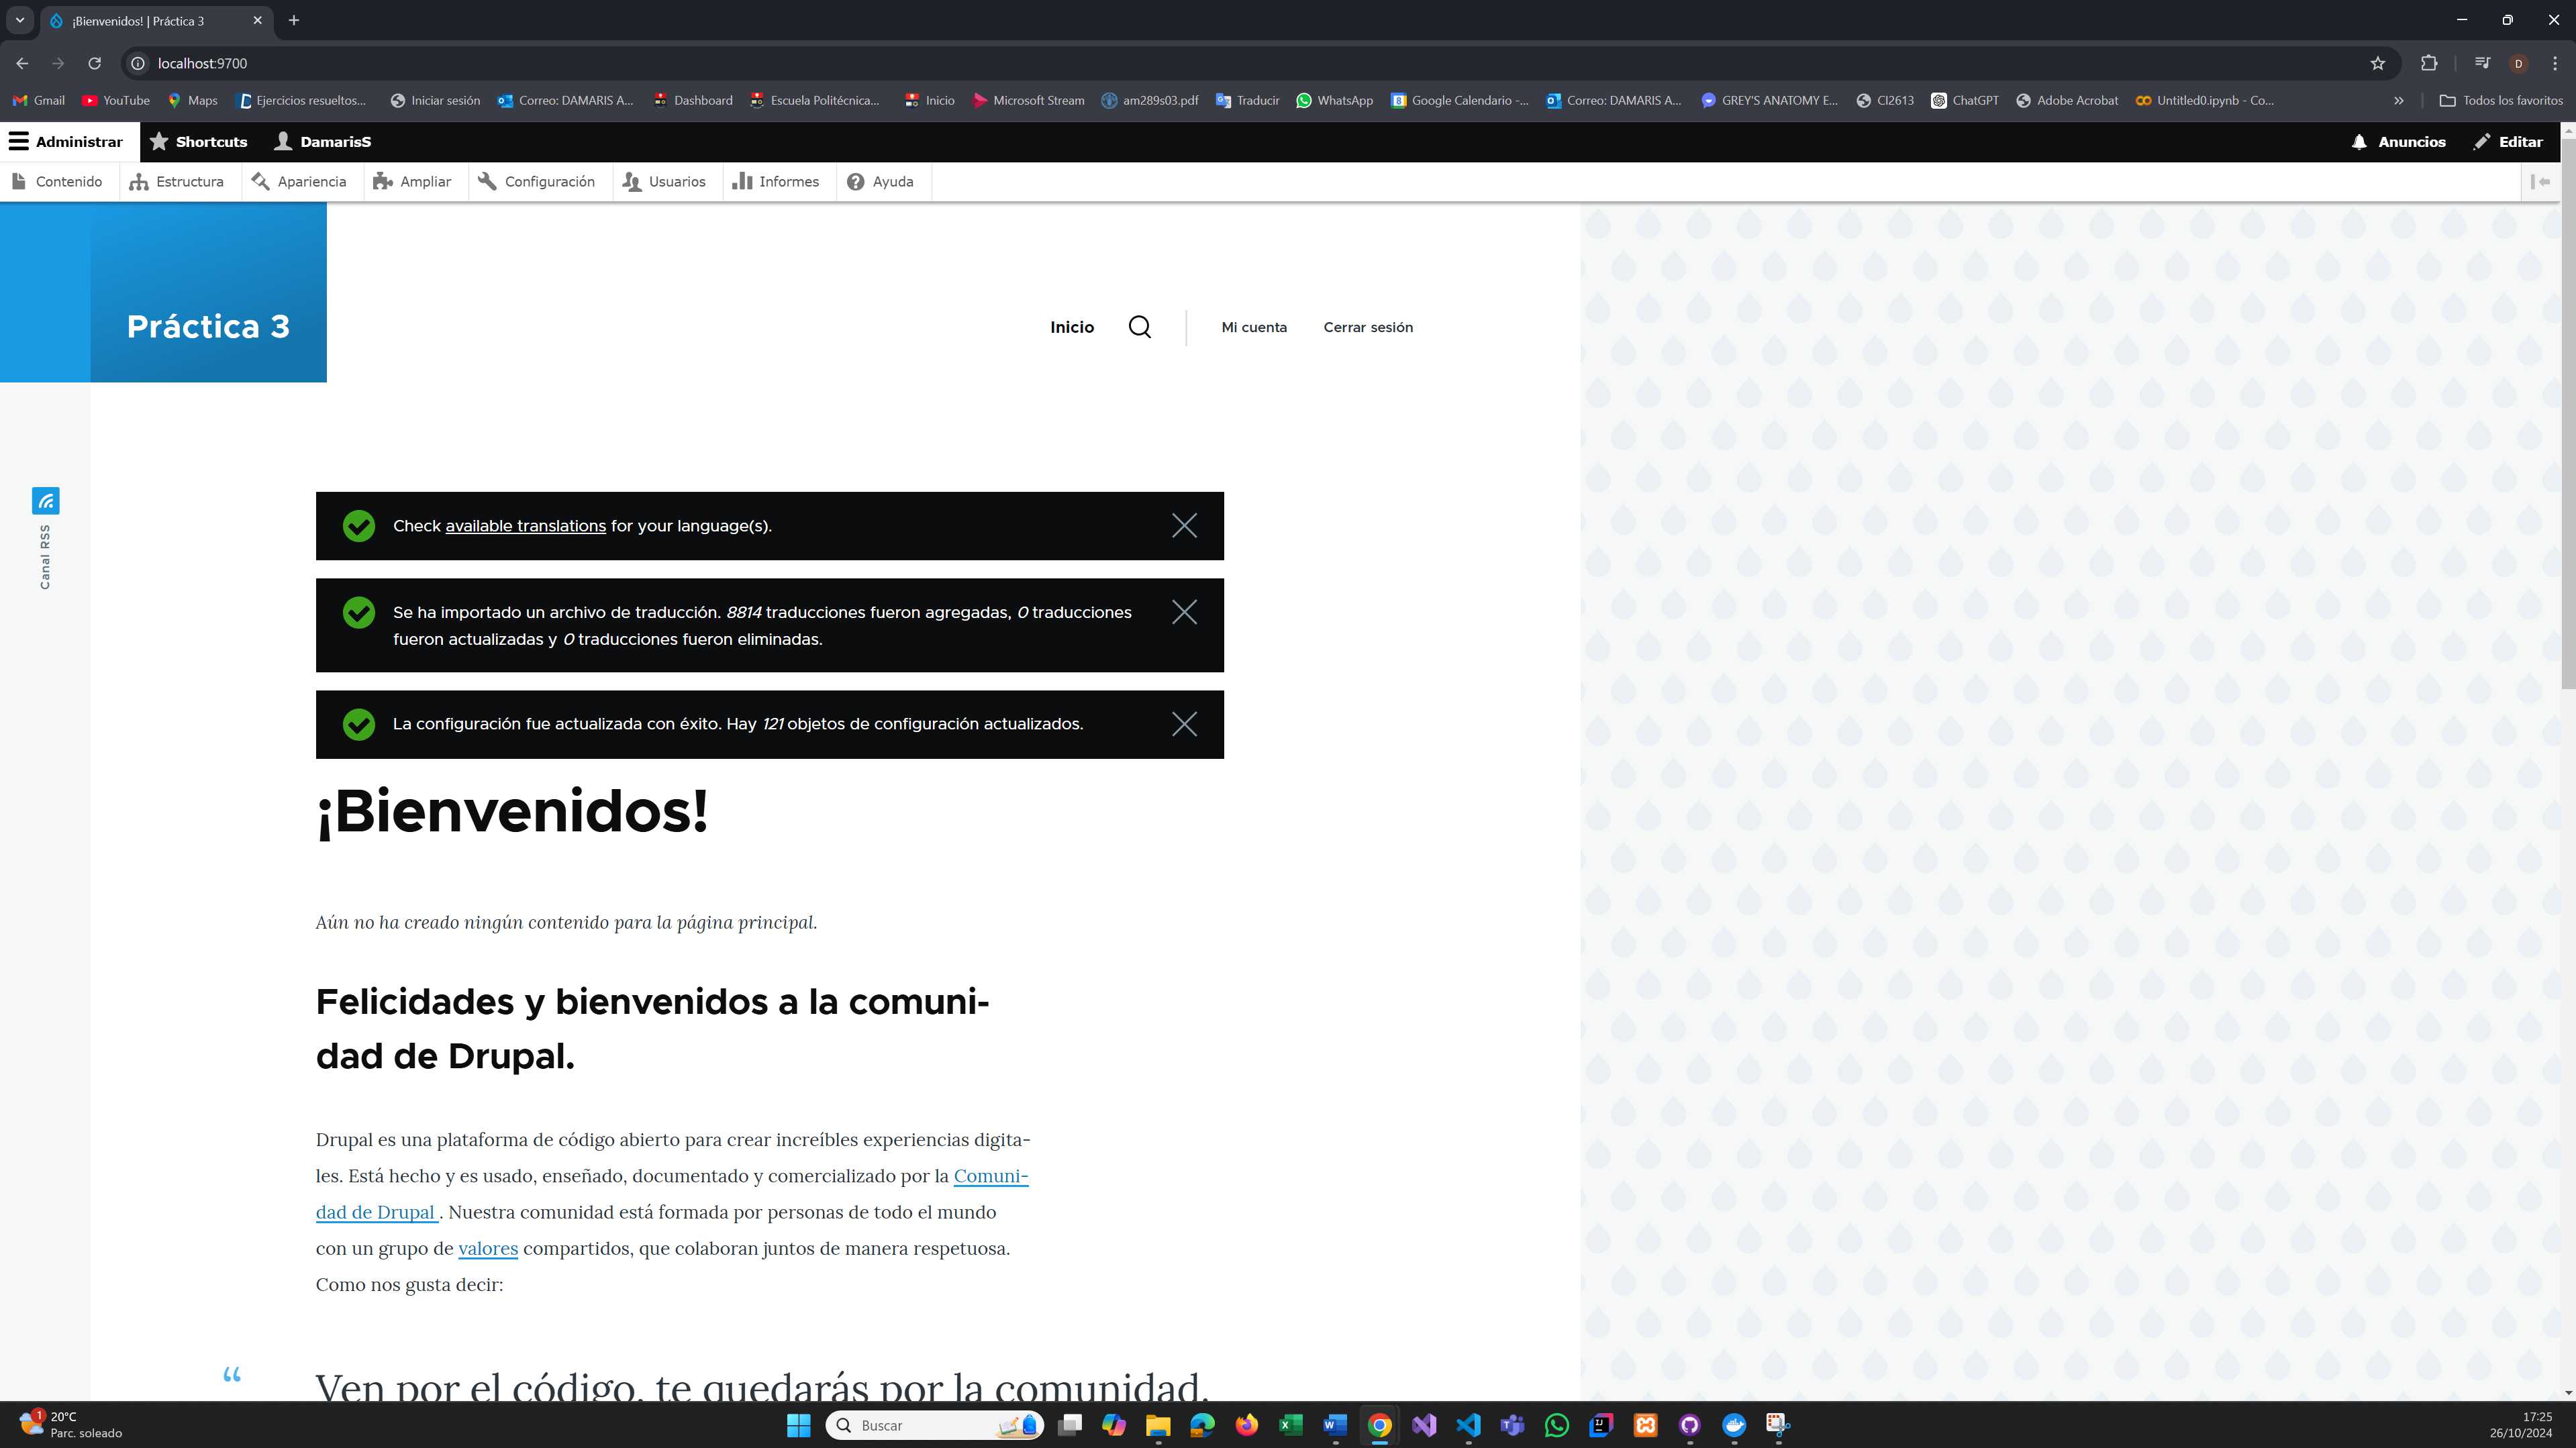 ¡Bienvenidos! | Práctica 3
localhost:9700
Gmail
YouTube
Maps
Ejercicios resueltos...
Iniciar sesión
Correo: DAMARIS A...
Dashboard
Escuela Politécnica...
Inicio
Microsoft Stream
am289s03.pdf
Traducir
WhatsApp
Google Calendario -...
Correo: DAMARIS A...
GREY'S ANATOMY E...
CI2613
ChatGPT
Adobe Acrobat
Untitled0.ipynb - Co...
Todos los favoritos
Administrar
Shortcuts
DamarisS
Anuncios
Editar
Contenido
Estructura
Apariencia
Ampliar
Configuración
Usuarios
Informes
Ayuda
Práctica 3
Inicio
Mi cuenta
Cerrar sesión
Canal RSS
Check available translations for your language(s).
Se ha importado un archivo de traducción. 8814 traducciones fueron agregadas, 0 traducciones
fueron actualizadas y 0 traducciones fueron eliminadas.
La configuración fue actualizada con éxito. Hay 121 objetos de configuración actualizados.
¡Bienvenidos!
Aún no ha creado ningún contenido para la página principal.
Felicidades y bienvenidos a la comuni-
dad de Drupal.
Drupal es una plataforma de código abierto para crear increíbles experiencias digita-
les. Está hecho y es usado, enseñado, documentado y comercializado por la Comuni-
dad de Drupal . Nuestra comunidad está formada por personas de todo el mundo
con un grupo de valores compartidos, que colaboran juntos de manera respetuosa.
Como nos gusta decir:
“
Ven por el código, te quedarás por la comunidad.
1
20°C
Parc. soleado
Buscar
17:25
26/10/2024